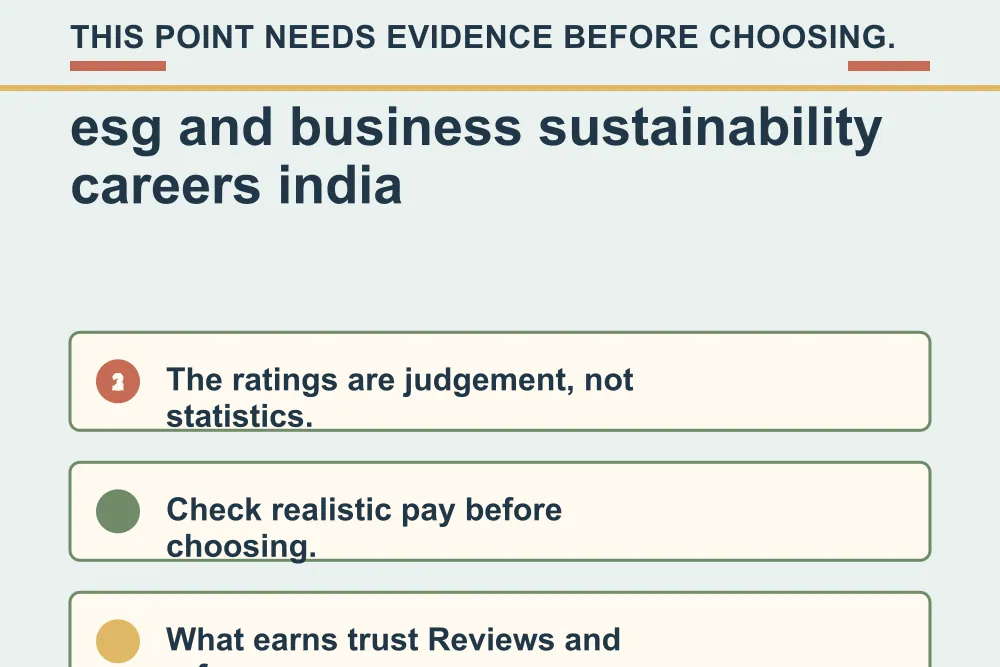 THIS POINT NEEDS EVIDENCE BEFORE CHOOSING.
esg and business sustainability
careers india
The ratings are judgement, not
statistics.
Check realistic pay before
choosing.
What earns trust Reviews and